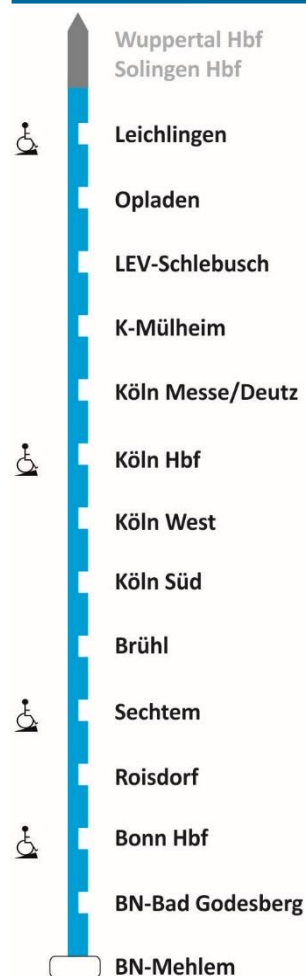 Wuppertal Hbf
Solingen Hbf
Leichlingen
Opladen
LEV-Schlebusch
K-Mülheim
Köln Messe/Deutz
Köln Hbf
Köln West
Köln Süd
Brühl
Sechtem
Roisdorf
Bonn Hbf
BN-Bad Godesberg
BN-Mehlem